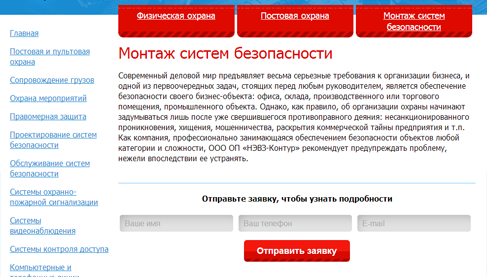 Физическая охрана
Постовая охрана
Монтаж систем
безопасности
Главная
Постовая и пультовая
охрана
Сопровождение грузов
Охрана мероприятий
Правомерная защита
Проектирование систем
безопасности
Обслуживание систем
безопасности
Системы охранно-
пожарной сигнализации
Системы
видеонаблюдения
Системы контроля доступа
Компьютерные и
Монтаж систем безопасности
Современный деловой мир предъявляет весьма серьезные требования к организации бизнеса, и
одной из первоочередных задач, стоящих перед любым руководителем, является обеспечение
безопасности своего бизнес-объекта: офиса, склада, производственного или торгового
помещения, промышленного объекта. Однако, как правило, об организации охраны начинают
задумываться лишь после уже свершившегося противоправного деяния: несанкционированного
проникновения, хищения, мошенничества, раскрытия коммерческой тайны предприятия и т.п.
Как компания, профессионально занимающаяся обеспечением безопасности объектов любой
категории и сложности, ООО ОП «НЭВЗ-Контур» рекомендует предупреждать проблему,
нежели впоследствии ее устранять.
Отправьте заявку, чтобы узнать подробности
Ваше имя
Ваш телефон
E-mail
Отправить заявку